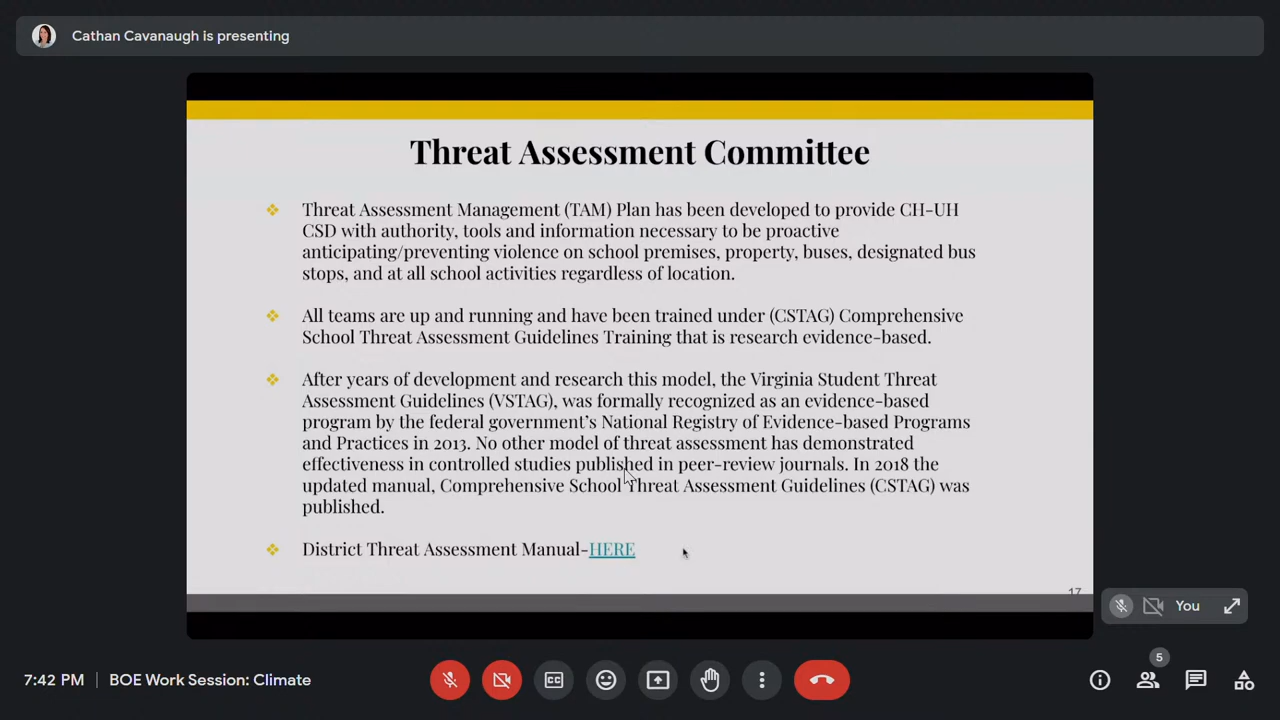 Cathan Cavanaugh is presenting
Threat Assessment Committee
Threat Assessment Management (TAM) Plan has been developed to provide CH-UH
CSD with authority, tools and information necessary to be proactive
anticipating/preventing violence on school premises, property, buses, designated bus
stops, and at all school activities regardless of location.
All teams are up and running and have been trained under (CSTAG) Comprehensive
School Threat Assessment Guidelines Training that is research evidence-based.
After years of development and research this model, the Virginia Student Threat
Assessment Guidelines (VSTAG), was formally recognized as an evidence-based
program by the federal government's National Registry of Evidence-based Programs
and Practices in 2013. No other model of threat assessment has demonstrated
effectiveness in controlled studies published in peer-review journals. In 2018 the
updated manual, Comprehensive School Threat Assessment Guidelines (CSTAG) was
published.
District Threat Assessment Manual-HERE
17
You
7:42 PM | BOE Work Session: Climate
5